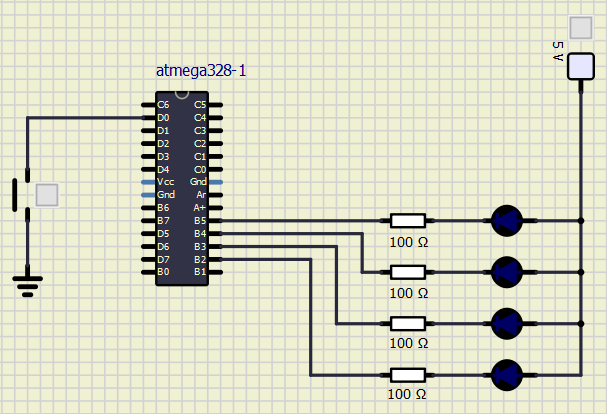 5 V
atmega328-1
C6 C5
D0 C4
D1 C3
D2 C2
D3 C1
D4 C0
Vcc Gnd
Gnd Ar
B6 A+
B7 B5
D5 B4
D6 B3
D7 B2
B0 B1
100 Ω
100 Ω
100 Ω
100 Ω